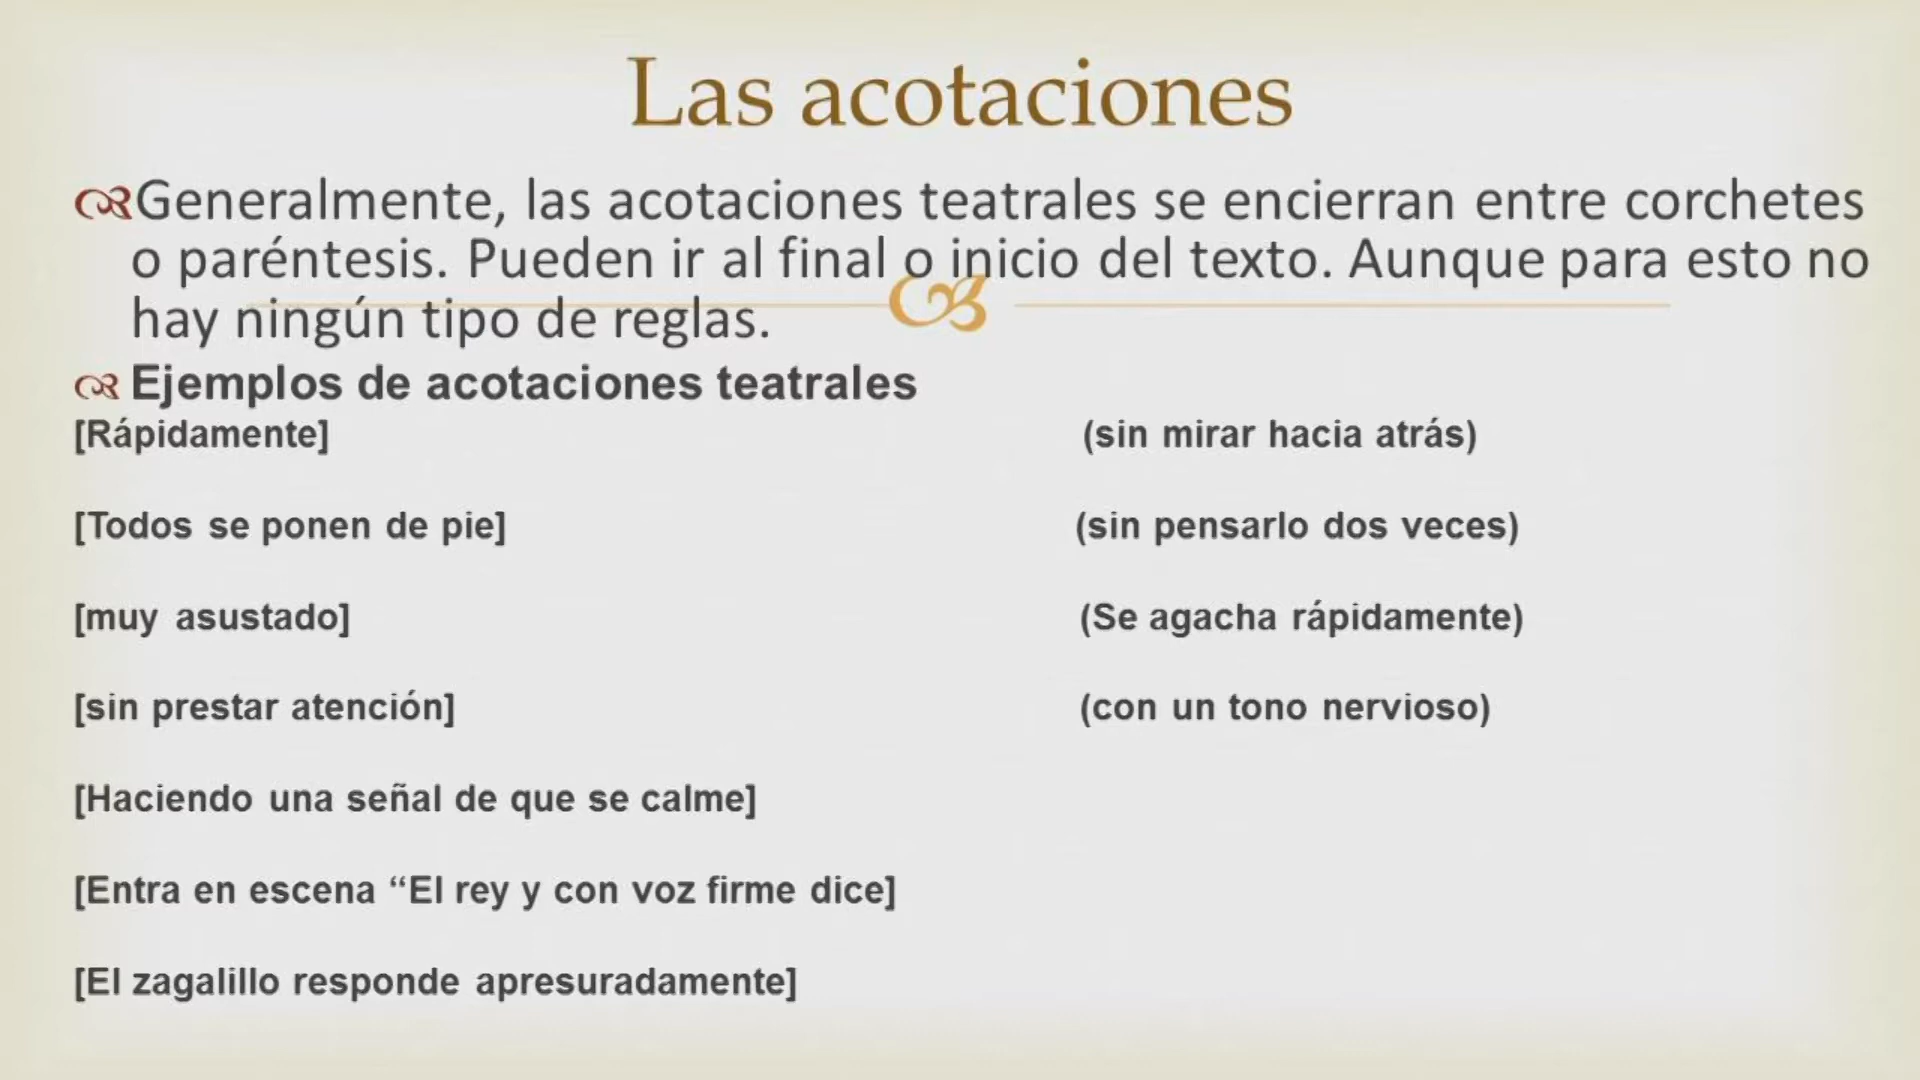 Las acotaciones
Generalmente, las acotaciones teatrales se encierran entre corchetes
o paréntesis. Pueden ir al final o inicio del texto. Aunque para esto no
hay ningún tipo de reglas.
Ejemplos de acotaciones teatrales
[Rápidamente] (sin mirar hacia atrás)
[Todos se ponen de pie] (sin pensarlo dos veces)
[muy asustado] (Se agacha rápidamente)
[sin prestar atención] (con un tono nervioso)
[Haciendo una señal de que se calme]
[Entra en escena “El rey y con voz firme dice]
[El zagalillo responde apresuradamente]